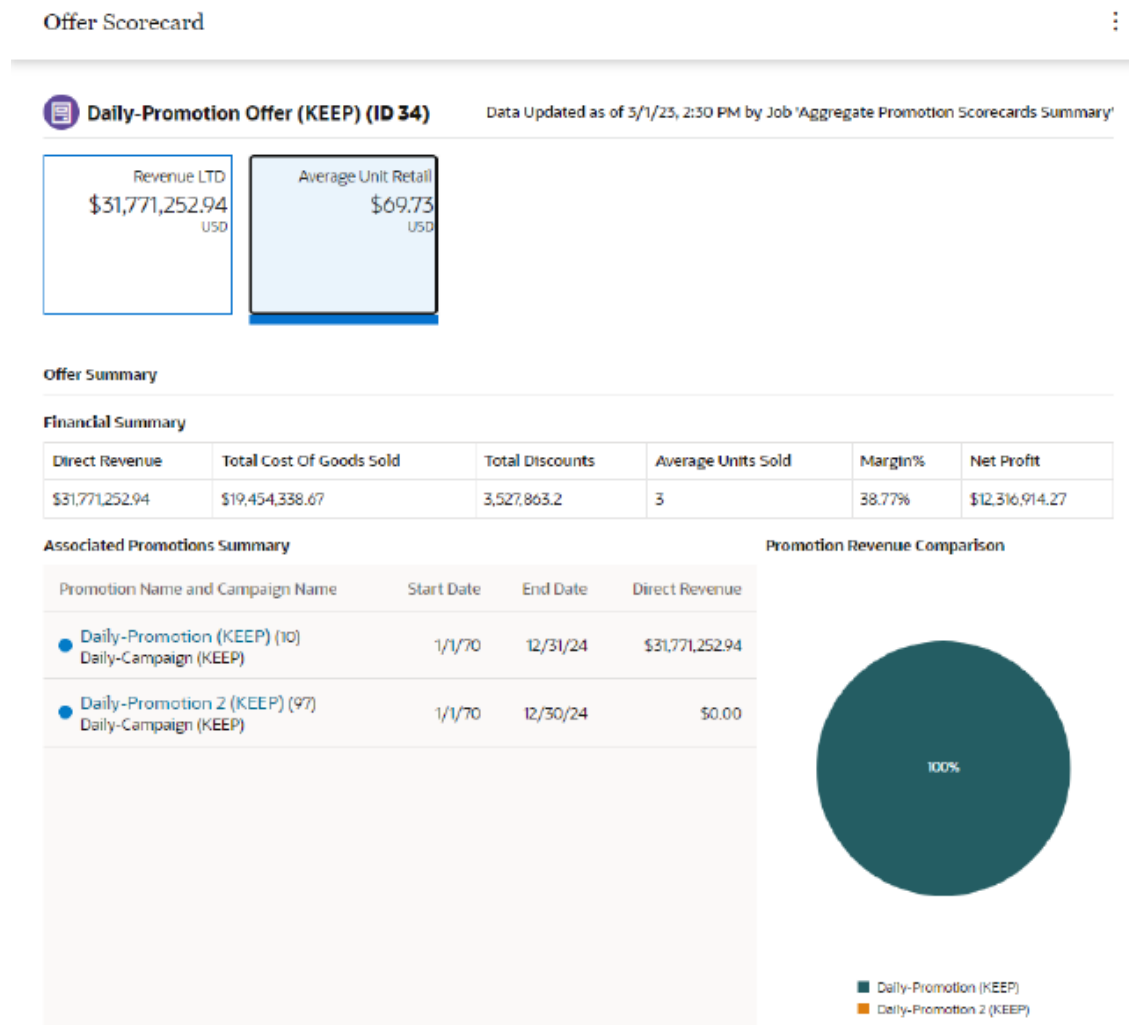 Offer Scorecard
Daily-Promotion Offer (KEEP) (ID 34) Data Updated as of 3/1/23, 2:30 PM by Job 'Aggregate Promotion Scorecards Summary'
Revenue LTD
$31,771,252.94
USD
Average Unit Retail
$69.73
USD
Offer Summary
Financial Summary
Direct Revenue Total Cost Of Goods Sold Total Discounts Average Units Sold Margin% Net Profit
$31,771,252.94 $19,454,338.67 3,527,863.2 3 38.77% $12,316,914.27
Associated Promotions Summary
Promotion Name and Campaign Name Start Date End Date Direct Revenue
Daily-Promotion (KEEP) (10) 1/1/70 12/31/24 $31,771,252.94
Daily-Campaign (KEEP)
Daily-Promotion 2 (KEEP) (97) 1/1/70 12/30/24 $0.00
Daily-Campaign (KEEP)
Promotion Revenue Comparison
100%
Daily-Promotion (KEEP)
Daily-Promotion 2 (KEEP)